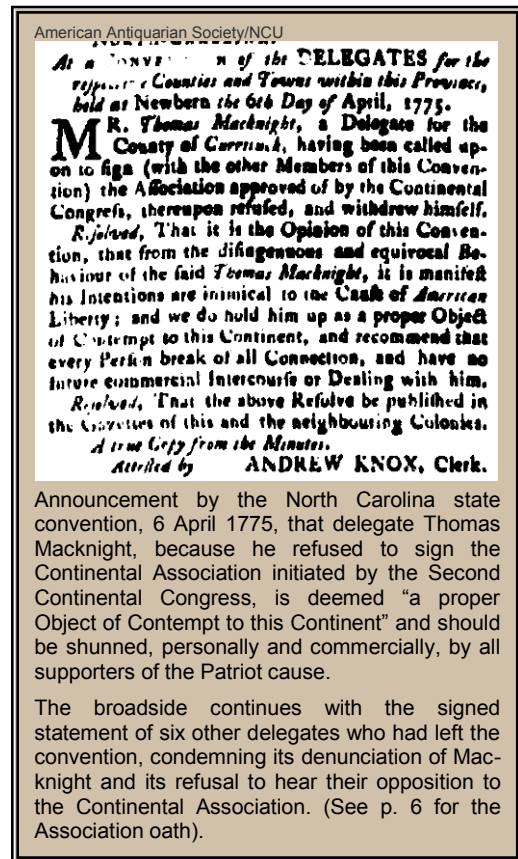 American Antiquarian Society/NCU
At a of the DELEGATES for the
Counties and Towns within this Province,
held at Newbern the 6th Day of April, 1775.
MR. Thomas Macknight, a Delegate for the
County of Currituck, having been called up-
on to sign (with the other Members of this Conven-
tion) the Association approved of by the Continental
Congress, thereupon refused, and withdrew himself.
Resolved, That it is the Opinion of this Conven-
tion, that from the disingenuous and equivocal Be-
haviour of the said Thomas Macknight, it is manifest
his Intentions are inimical to the Cause of American
Liberty; and we do hold him up as a proper Object
of Contempt to this Continent, and recommend that
every Person break of all Connection, and have no
future commercial Intercourse or Dealing with him.
Resolved, That the above Resolve be published in
the Gazettes of this and the neighbouring Colonies.
A true Copy from the Minutes.
Attested by ANDREW KNOX, Clerk.
Announcement by the North Carolina state
convention, 6 April 1775, that delegate Thomas
Macknight, because he refused to sign the
Continental Association initiated by the Second
Continental Congress, is deemed “a proper
Object of Contempt to this Continent” and should
be shunned, personally and commercially, by all
supporters of the Patriot cause.
The broadside continues with the signed
statement of six other delegates who had left the
convention, condemning its denunciation of Mac-
knight and its refusal to hear their opposition to
the Continental Association. (See p. 6 for the
Association oath).